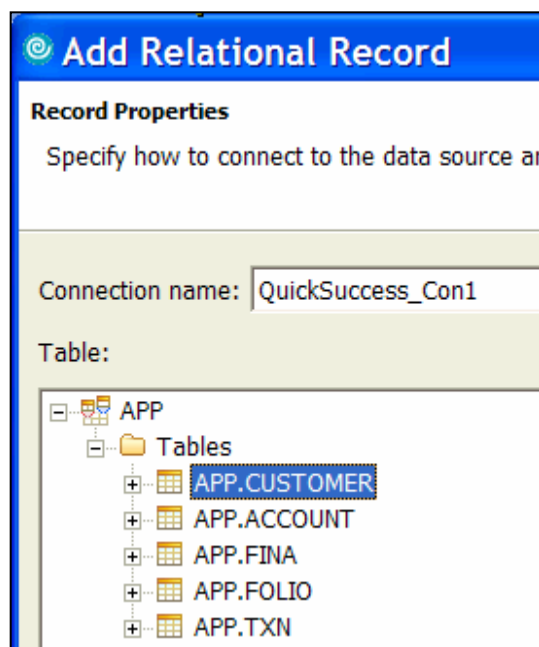 Add Relational Record
Record Properties
Specify how to connect to the data source a
Connection name: QuickSuccess_Con1
Table:
APP
Tables
APP.CUSTOMER
APP.ACCOUNT
APP.FINA
APP.FOLIO
APP.TXN